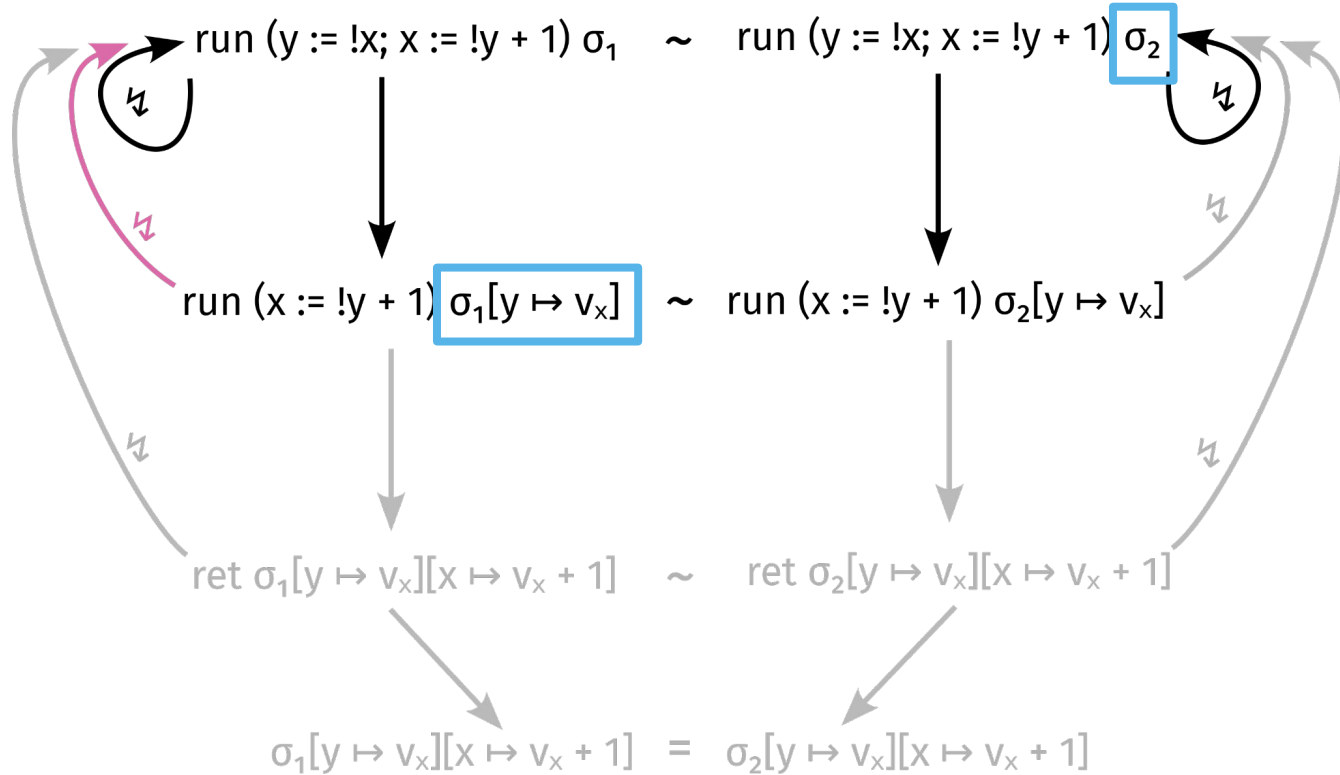 run (y := !x; x := !y + 1) σ₁ ~ run (y := !x; x := !y + 1) σ₂
↯ ↯
↯ ↯
run (x := !y + 1) σ₁[y ↦ vₓ] ~ run (x := !y + 1) σ₂[y ↦ vₓ]
↯ ↯
ret σ₁[y ↦ vₓ][x ↦ vₓ + 1] ~ ret σ₂[y ↦ vₓ][x ↦ vₓ + 1]
σ₁[y ↦ vₓ][x ↦ vₓ + 1] = σ₂[y ↦ vₓ][x ↦ vₓ + 1]